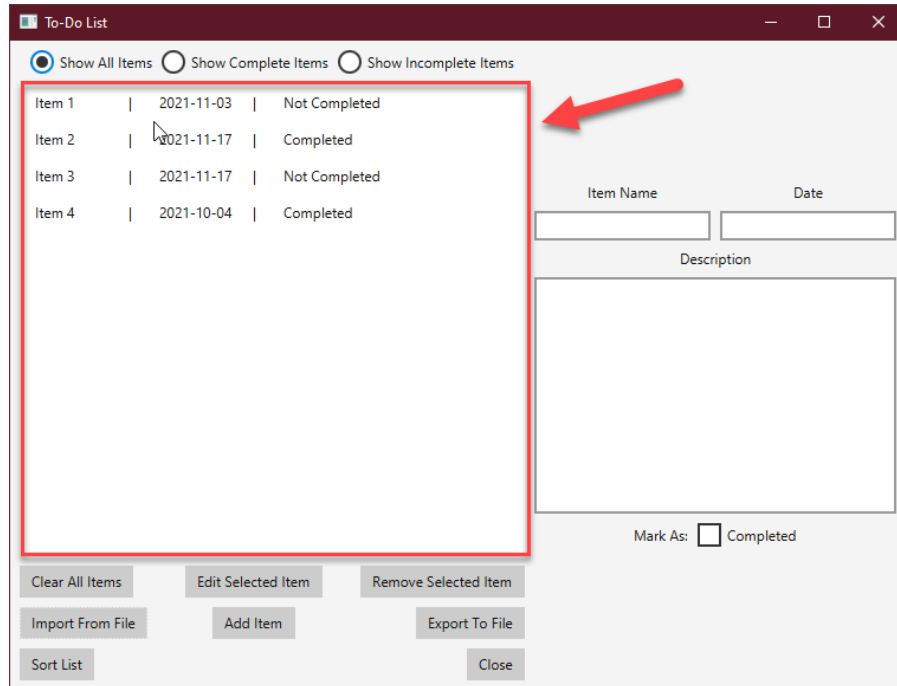 To-Do List
Show All Items Show Complete Items Show Incomplete Items
Item 1 | 2021-11-03 | Not Completed
Item 2 | 2021-11-17 | Completed
Item 3 | 2021-11-17 | Not Completed
Item 4 | 2021-10-04 | Completed
Item Name Date
Description
Mark As: Completed
Clear All Items Edit Selected Item Remove Selected Item
Import From File Add Item Export To File
Sort List Close